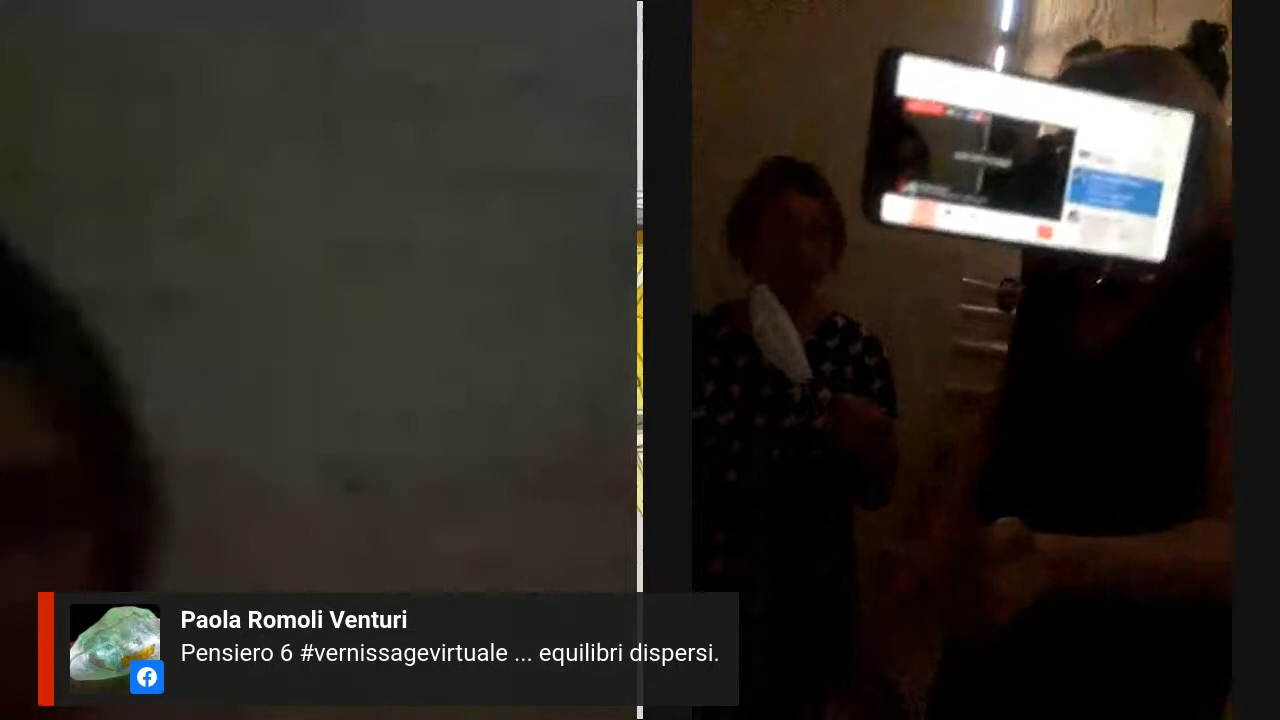 Paola Romoli Venturi
Pensiero 6 #vernissagevirtuale ... equilibri dispersi.